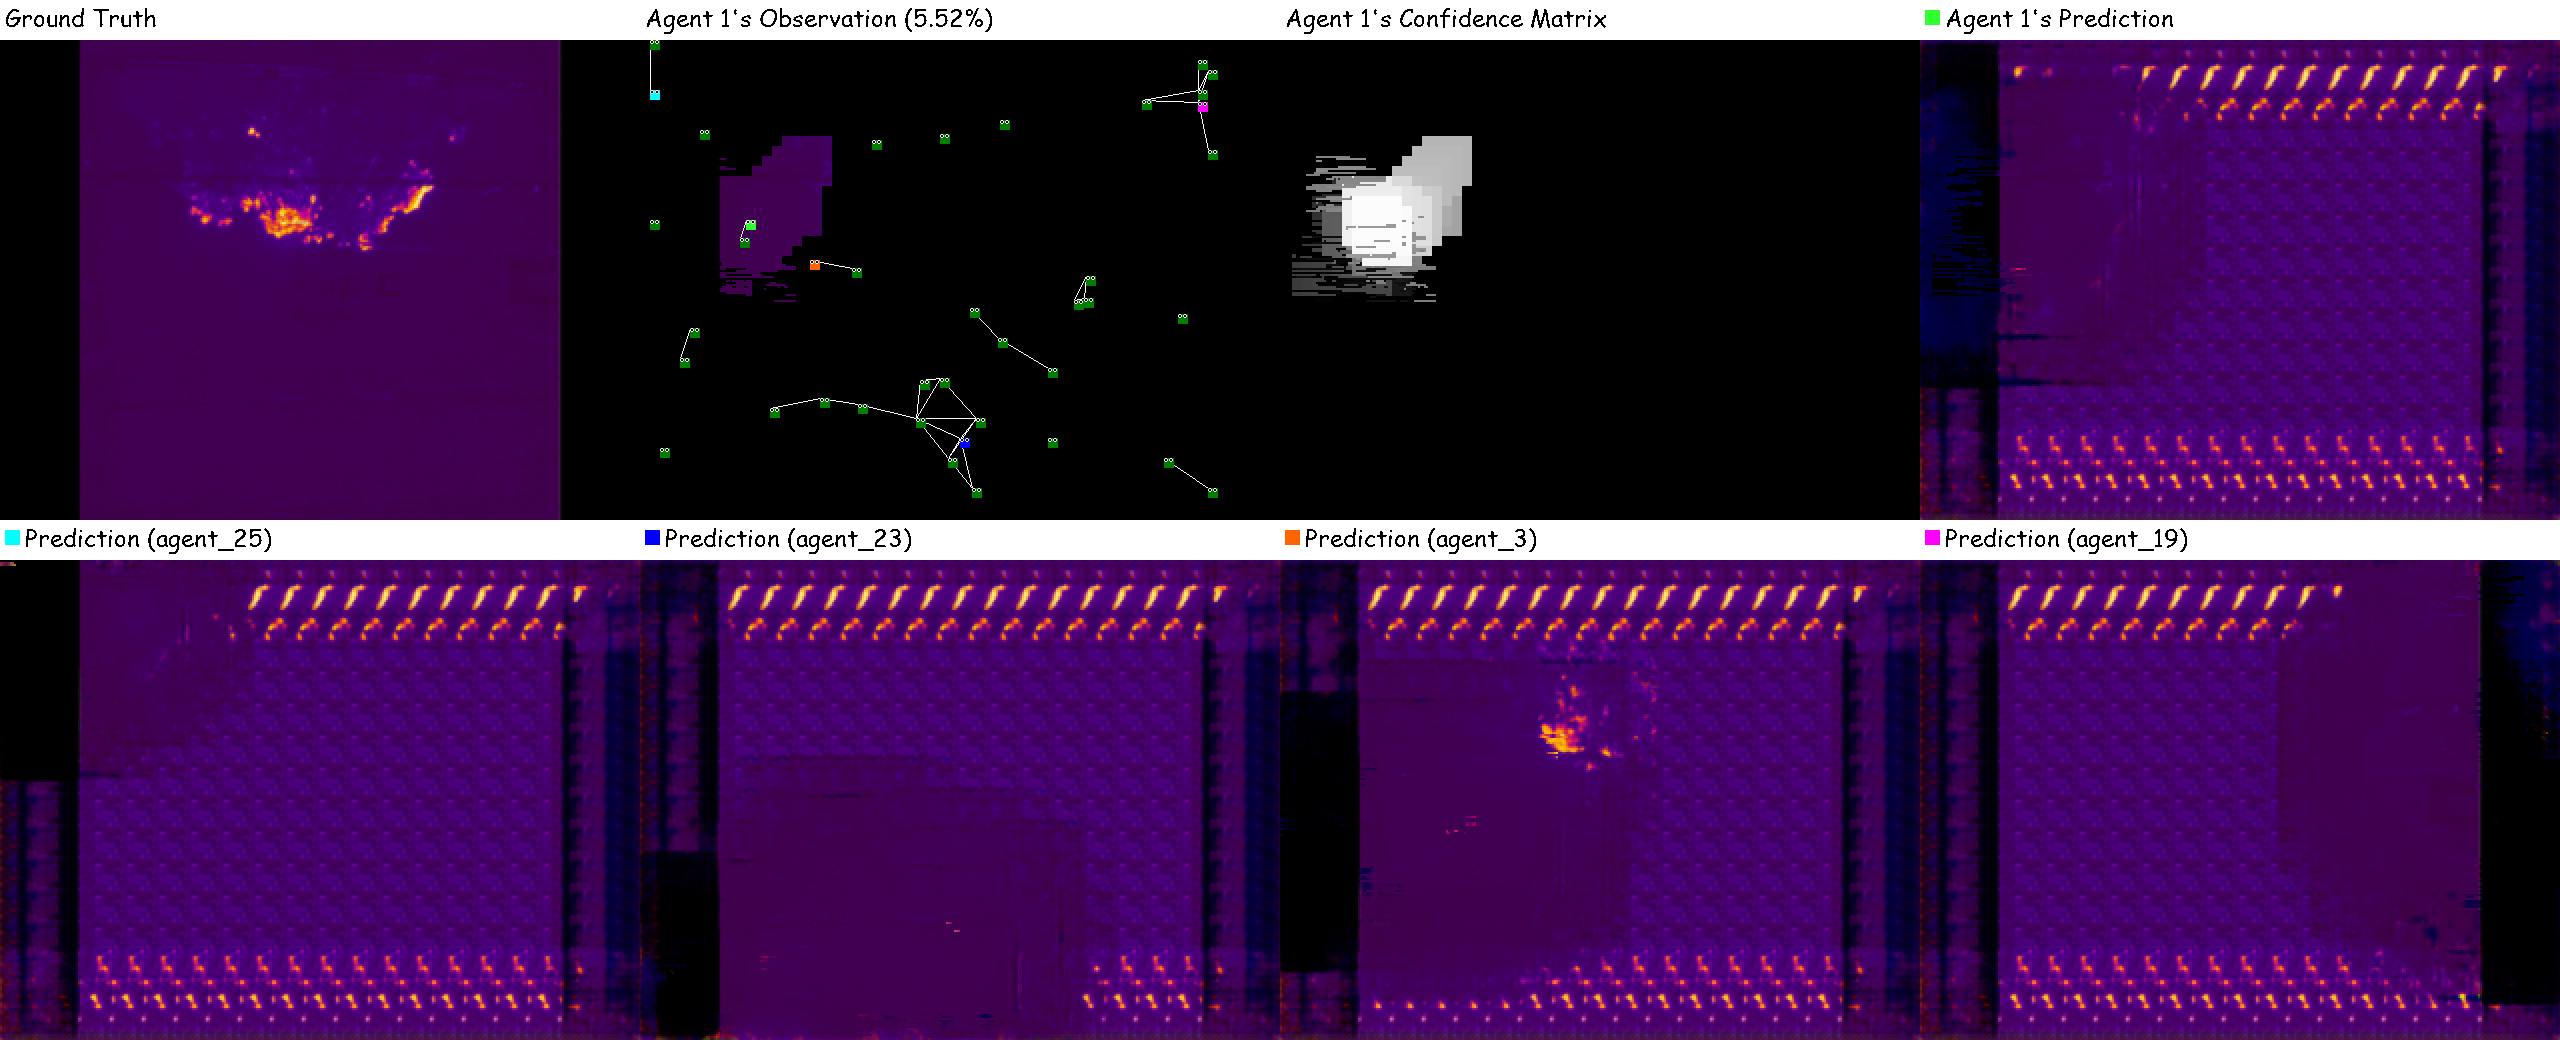 Ground Truth
Agent 1's Observation (5.52%)
Agent 1's Confidence Matrix
Agent 1's Prediction
Prediction (agent_25)
Prediction (agent_23)
Prediction (agent_3)
Prediction (agent_19)